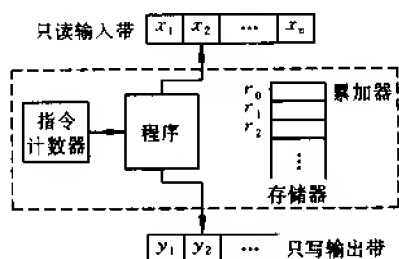 只读输入带 x₁ x₂ … xₙ
r₀ 累加器
指令计数器
程序
r₁
r₂
⋮
存储器
y₁ y₂ … 只写输出带